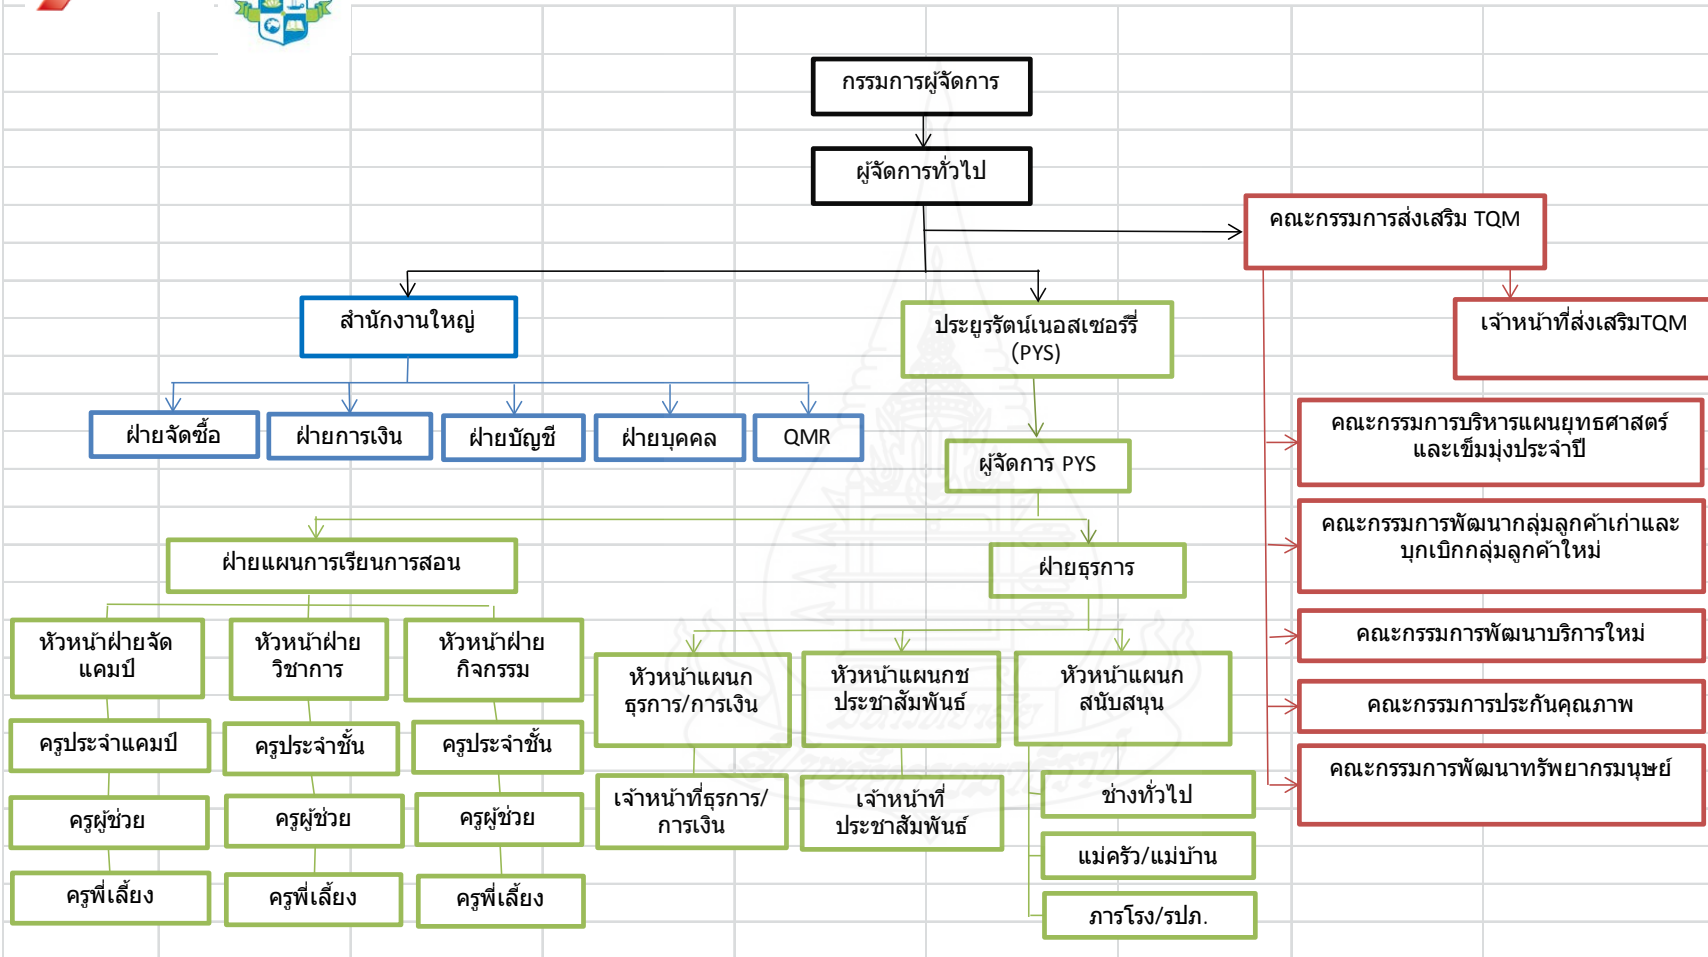 กรรมการผู้จัดการ
ผู้จัดการทั่วไป
คณะกรรมการส่งเสริม TQM
สำนักงานใหญ่
ประยูรรัตน์เนอสเซอร์รี่
(PYS)
เจ้าหน้าที่ส่งเสริมTQM
ฝ่ายจัดซื้อ
ฝ่ายการเงิน
ฝ่ายบัญชี
ฝ่ายบุคคล
QMR
ผู้จัดการ PYS
คณะกรรมการบริหารแผนยุทธศาสตร์
และเข็มมุ่งประจำปี
คณะกรรมการพัฒนากลุ่มลูกค้าเก่าและ
บุกเบิกกลุ่มลูกค้าใหม่
คณะกรรมการพัฒนาบริการใหม่
คณะกรรมการประกันคุณภาพ
คณะกรรมการพัฒนาทรัพยากรมนุษย์
ฝ่ายแผนการเรียนการสอน
ฝ่ายธุรการ
หัวหน้าฝ่ายจัด
แคมป์
หัวหน้าฝ่าย
วิชาการ
หัวหน้าฝ่าย
กิจกรรม
หัวหน้าแผนก
ธุรการ/การเงิน
หัวหน้าแผนกช
ประชาสัมพันธ์
หัวหน้าแผนก
สนับสนุน
ครูประจำแคมป์
ครูประจำชั้น
ครูประจำชั้น
เจ้าหน้าที่ธุรการ/
การเงิน
เจ้าหน้าที่
ประชาสัมพันธ์
ช่างทั่วไป
ครูผู้ช่วย
ครูผู้ช่วย
ครูผู้ช่วย
แม่ครัว/แม่บ้าน
ครูพี่เลี้ยง
ครูพี่เลี้ยง
ครูพี่เลี้ยง
ภารโรง/รปภ.